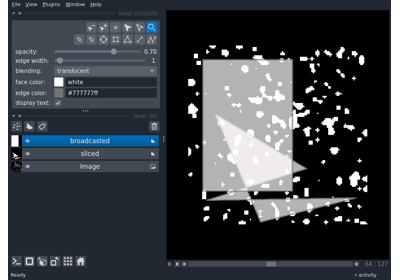 File View Plugins Window Help
layer controls
opacity: 0.70
edge width: 1
blending: translucent
face color: white
edge color: #777777ff
display text:
layer list
broadcasted
sliced
Image
64 127
Ready
activity